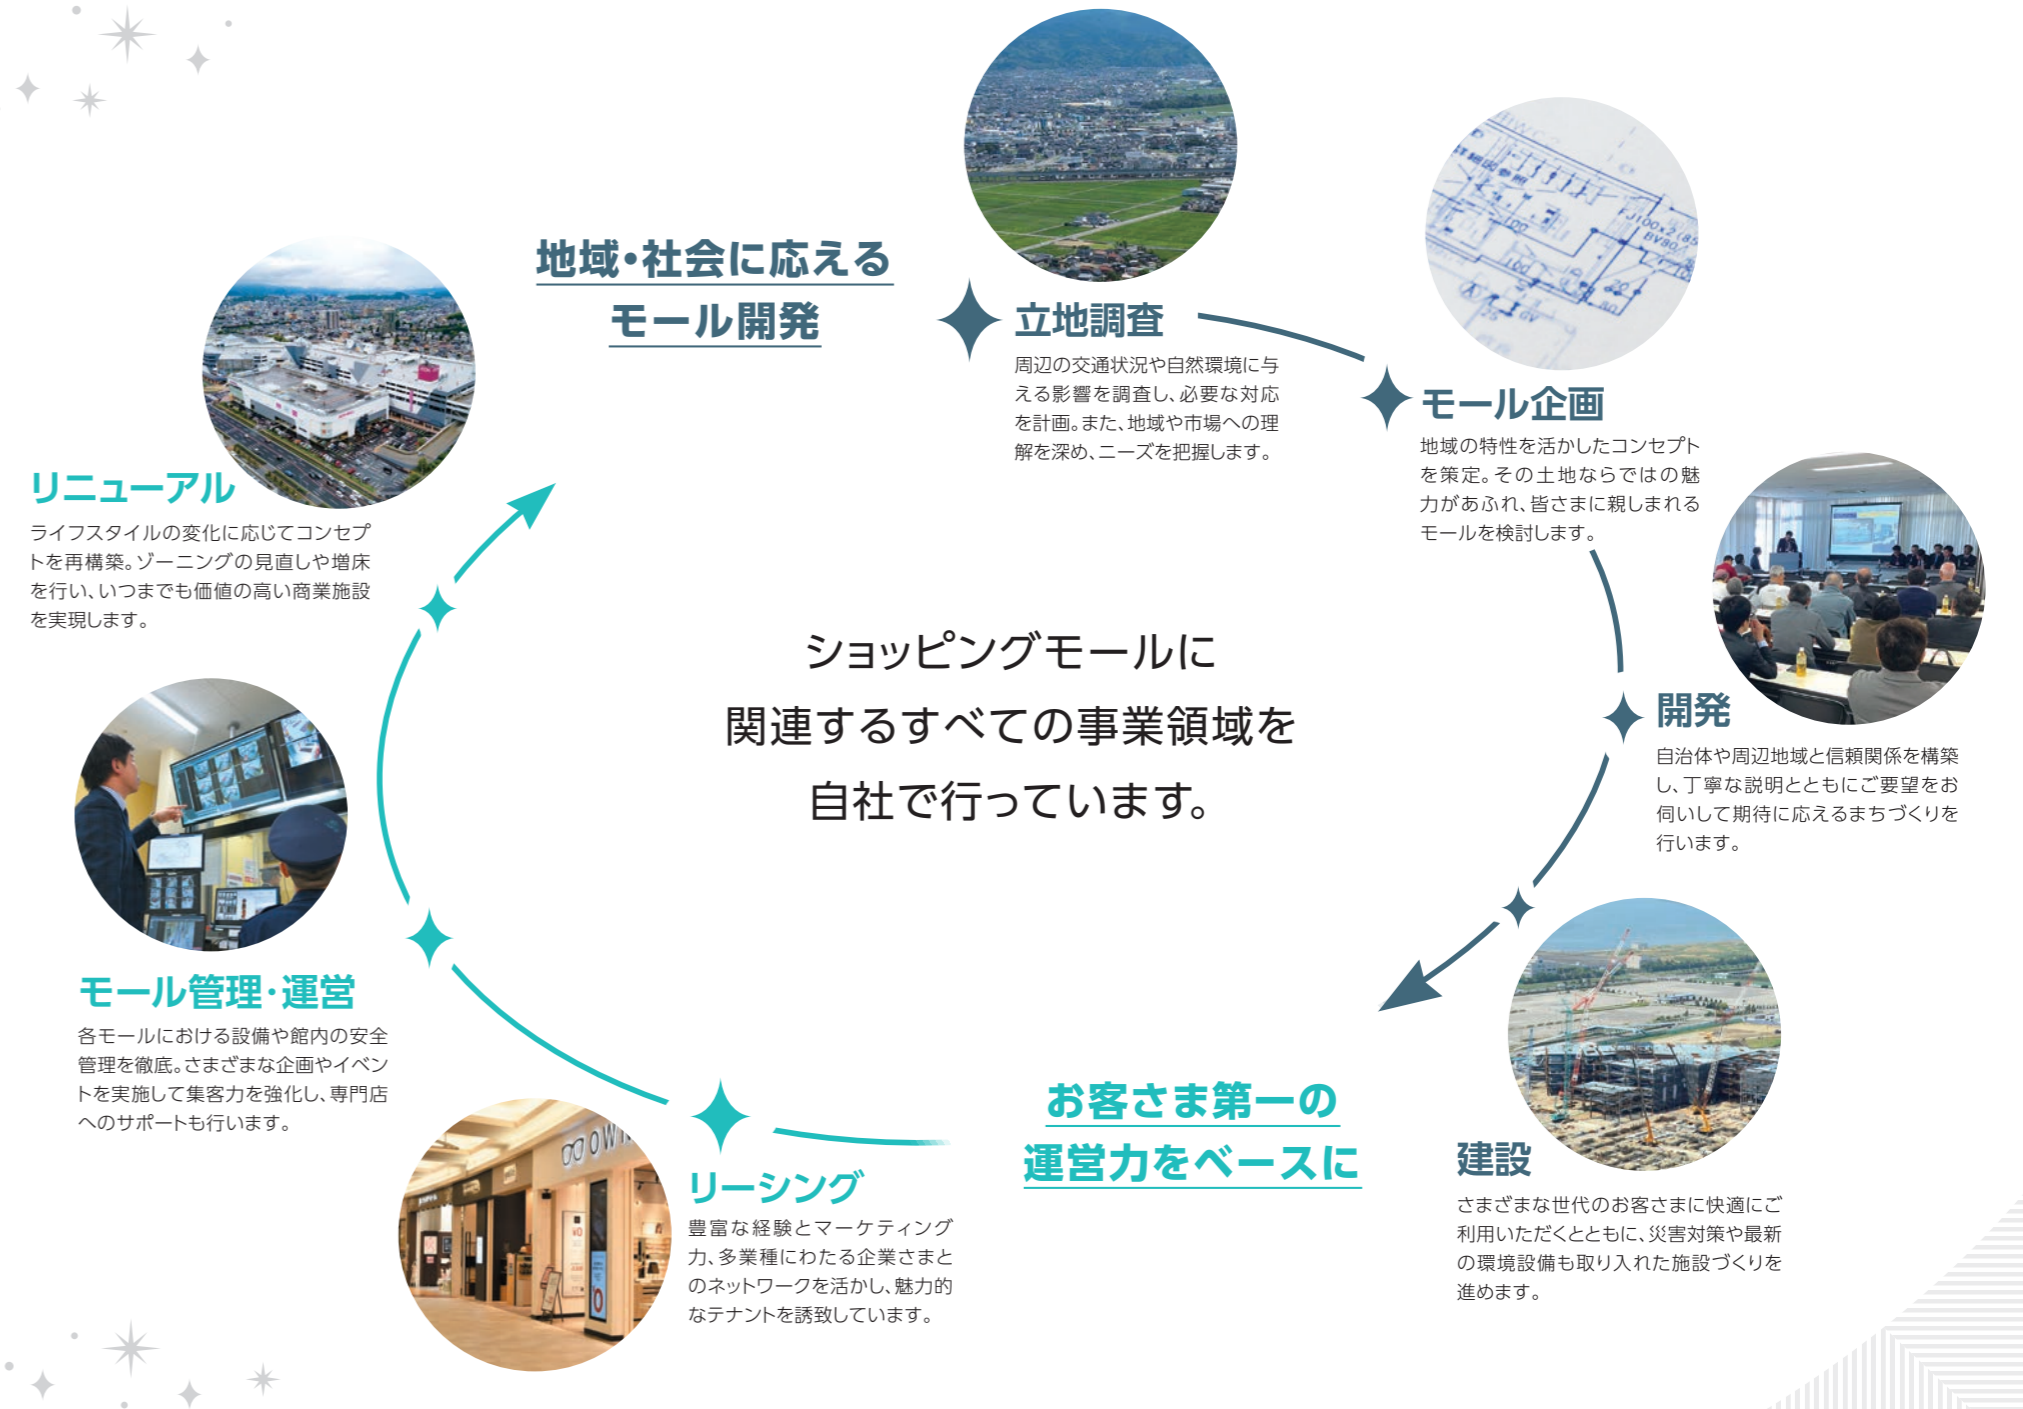 地域・社会に応える
モール開発
立地調査
周辺の交通状況や自然環境に与
える影響を調査し、必要な対応
を計画。また、地域や市場への理
解を深め、ニーズを把握します。
モール企画
地域の特性を活かしたコンセプト
を策定。その土地ならではの魅
力があふれ、皆さまに親しまれる
モールを検討します。
開発
自治体や周辺地域と信頼関係を構築
し、丁寧な説明とともにご要望をお
伺いして期待に応えるまちづくりを
行います。
建設
さまざまな世代のお客さまに快適にご
利用いただくとともに、災害対策や最新
の環境設備も取り入れた施設づくりを
進めます。
ショッピングモールに
関連するすべての事業領域を
自社で行っています。
お客さま第一の
運営力をベースに
リーシング
豊富な経験とマーケティング
力、多業種にわたる企業さまと
のネットワークを活かし、魅力的
なテナントを誘致しています。
モール管理・運営
各モールにおける設備や館内の安全
管理を徹底。さまざまな企画やイベン
トを実施して集客力を強化し、専門店
へのサポートも行います。
リニューアル
ライフスタイルの変化に応じてコンセプ
トを再構築。ゾーニングの見直しや増床
を行い、いつまでも価値の高い商業施設
を実現します。
詳細図参照
FJ100×2(85
BV80
100
100
20
80
25
GV
OWN